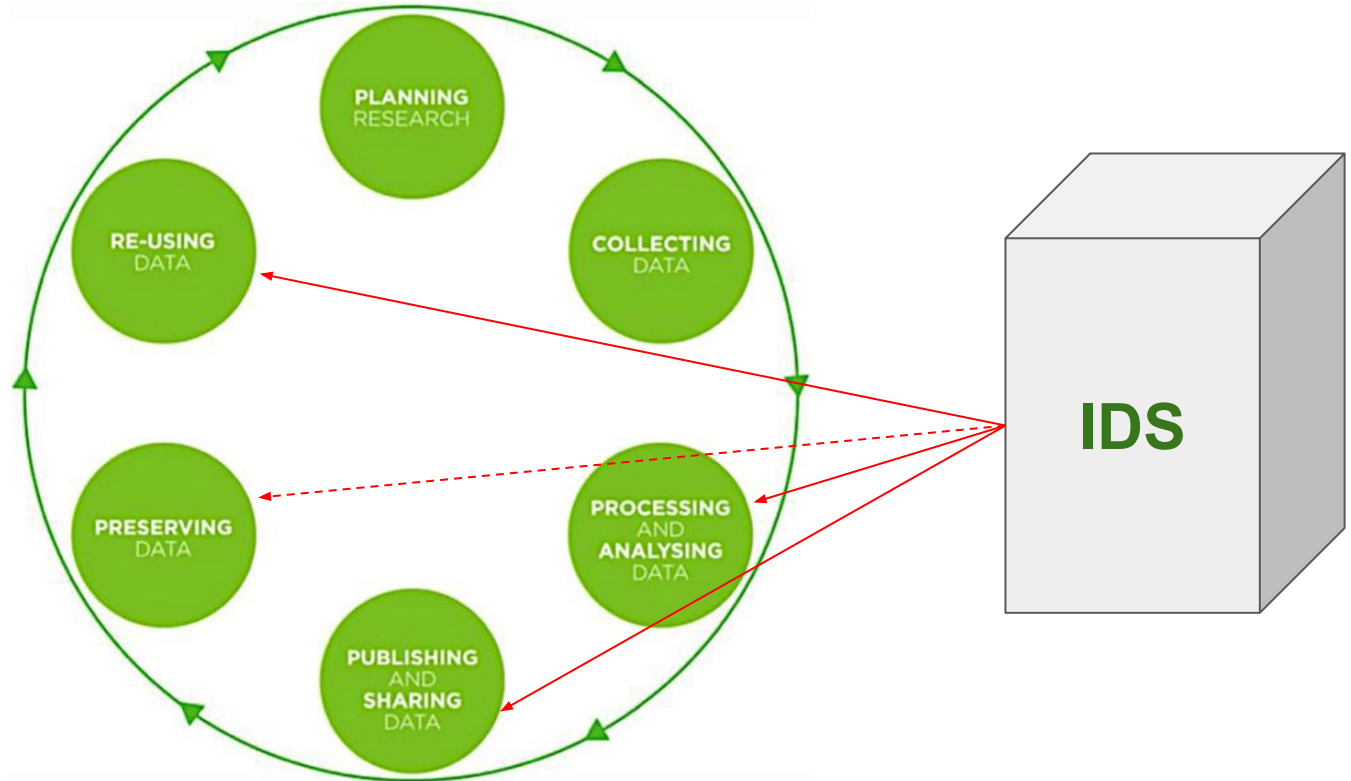 PLANNING
RESEARCH
COLLECTING
DATA
PROCESSING
AND
ANALYSING
DATA
PUBLISHING
AND
SHARING
DATA
PRESERVING
DATA
RE-USING
DATA
IDS